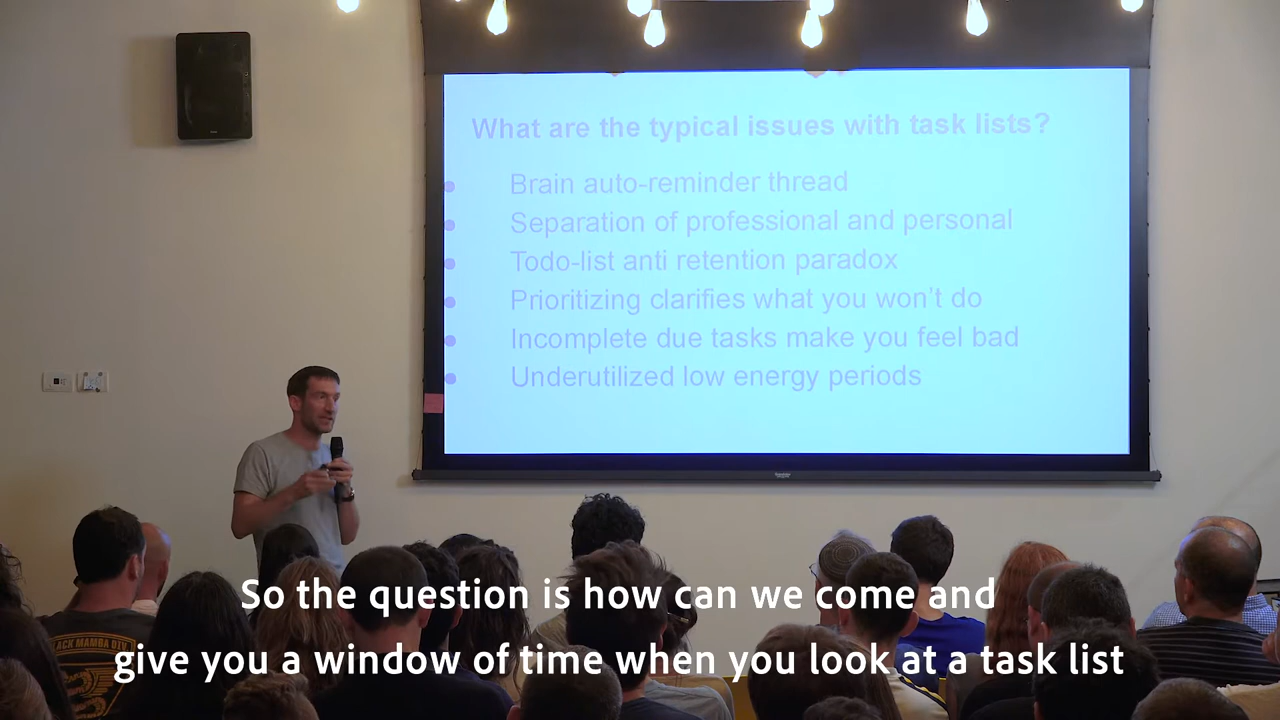 What are the typical issues with task lists?
Brain auto-reminder thread
Separation of professional and personal
Todo-list anti retention paradox
Prioritizing clarifies what you won't do
Incomplete due tasks make you feel bad
Underutilized low energy periods
So the question is how can we come and
BLACK MAMBA DIV
give you a window of time when you look at a task list